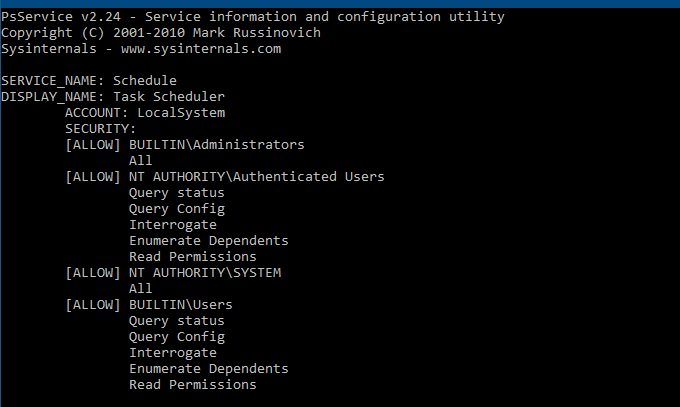 PsService v2.24 - Service information and configuration utility
Copyright (C) 2001-2010 Mark Russinovich
Sysinternals - www.sysinternals.com
SERVICE_NAME: Schedule
DISPLAY_NAME: Task Scheduler
ACCOUNT: LocalSystem
SECURITY:
[ALLOW] BUILTIN\Administrators
All
[ALLOW] NT AUTHORITY\Authenticated Users
Query status
Query Config
Interrogate
Enumerate Dependents
Read Permissions
[ALLOW] NT AUTHORITY\SYSTEM
All
[ALLOW] BUILTIN\Users
Query status
Query Config
Interrogate
Enumerate Dependents
Read Permissions